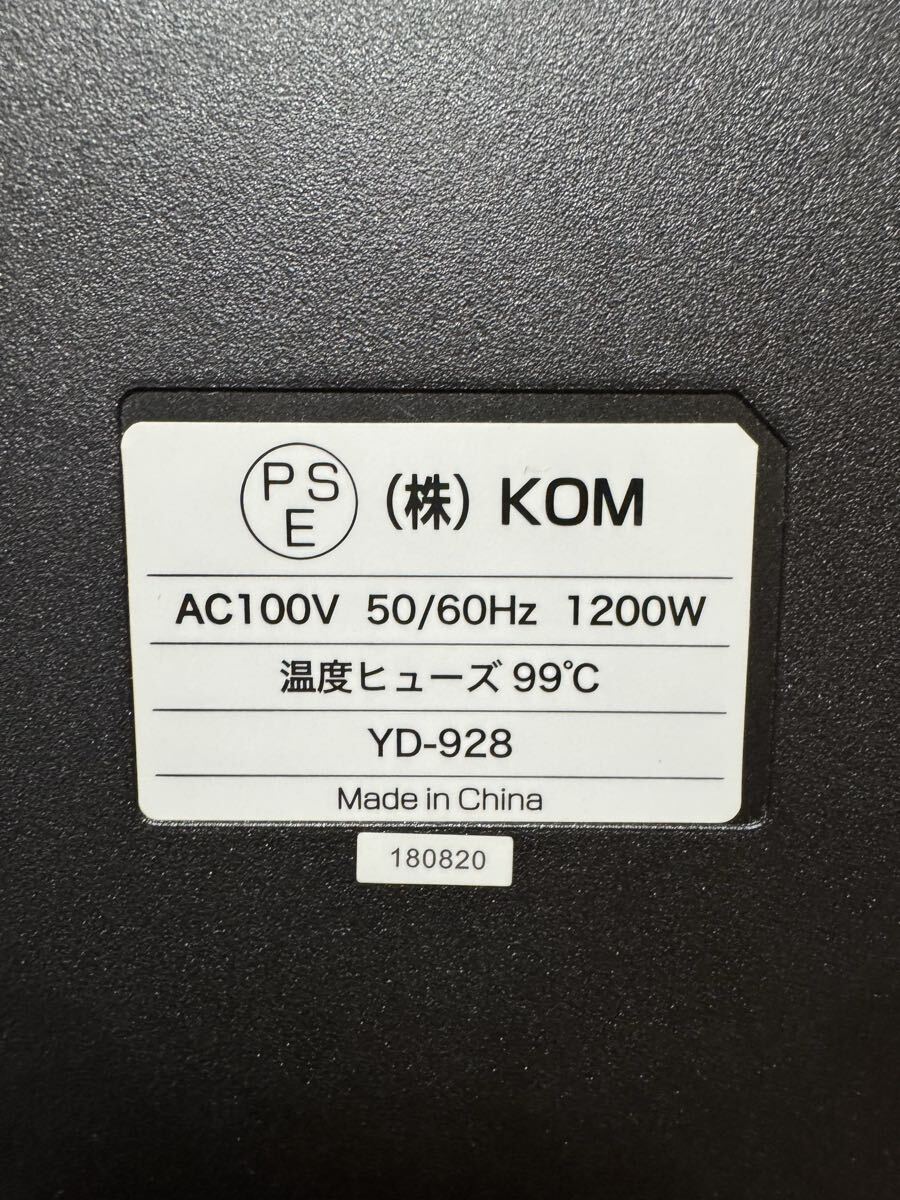 PSE (株) KOM
AC100V 50/60Hz 1200W
温度ヒューズ 99℃
YD-928
Made in China
180820